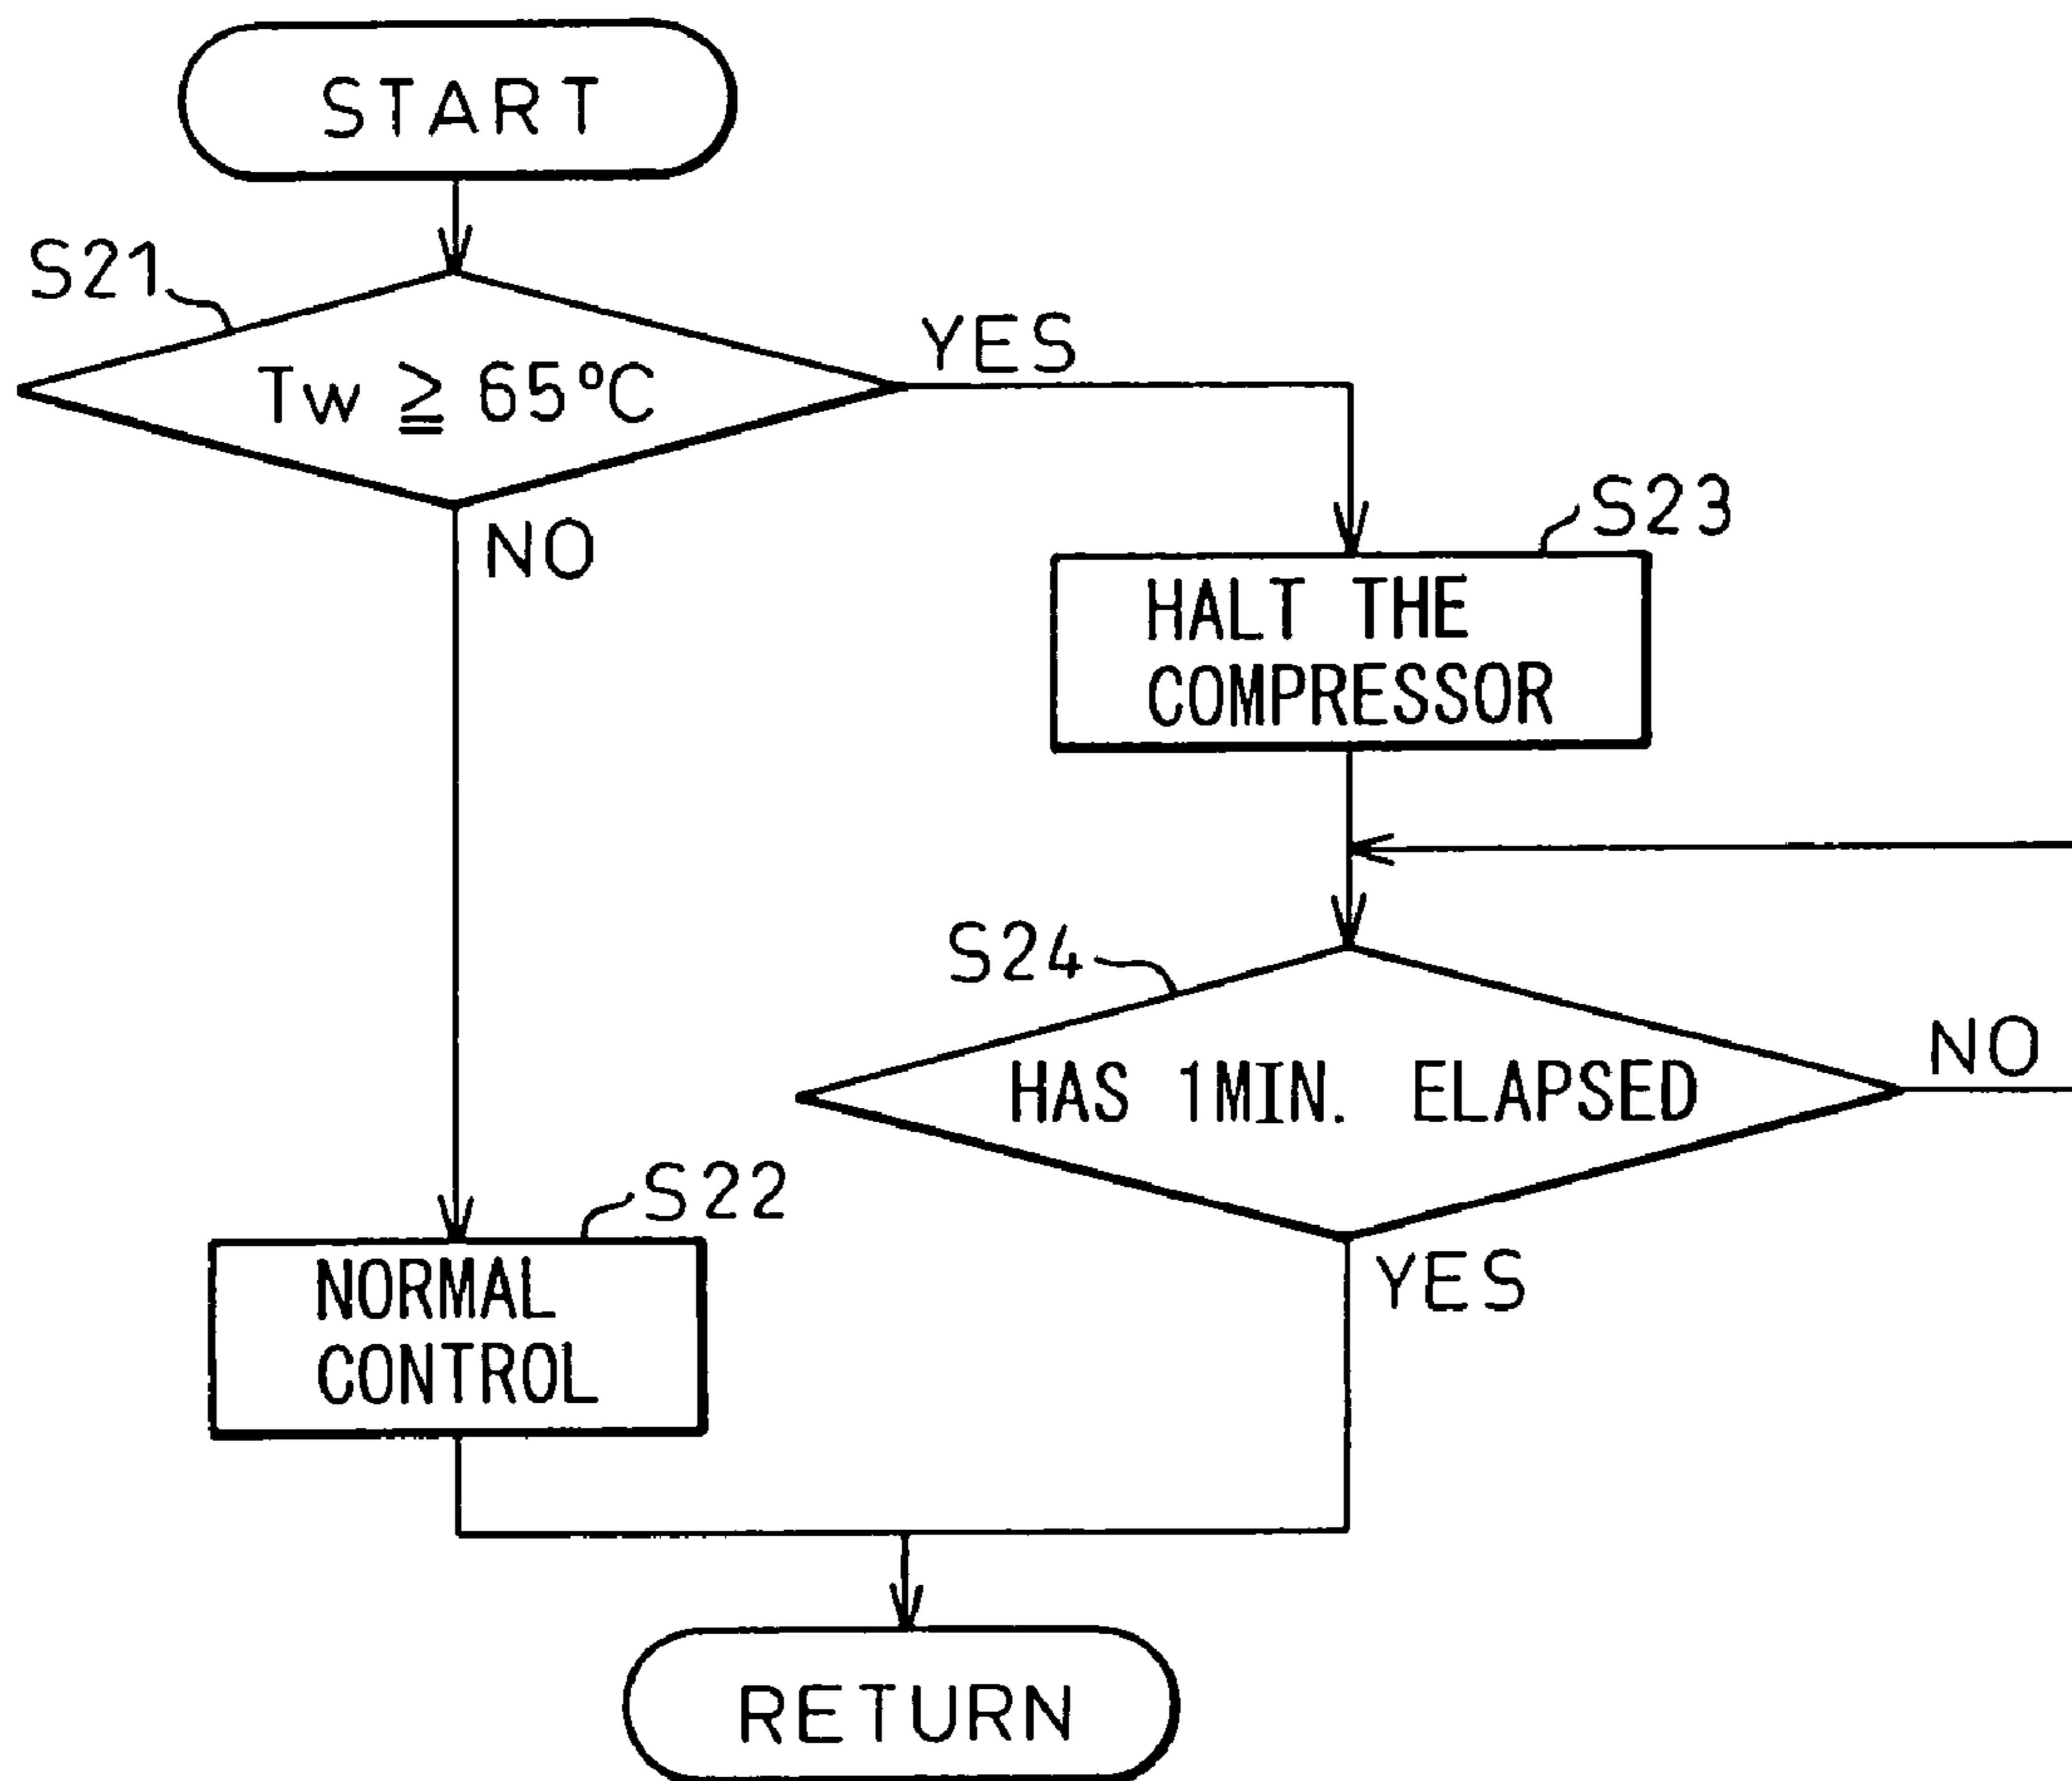 START
S21
Tw ≧ 65°C
YES
NO
S23
HALT THE
COMPRESSOR
S24
HAS 1MIN. ELAPSED
NO
YES
S22
NORMAL
CONTROL
RETURN